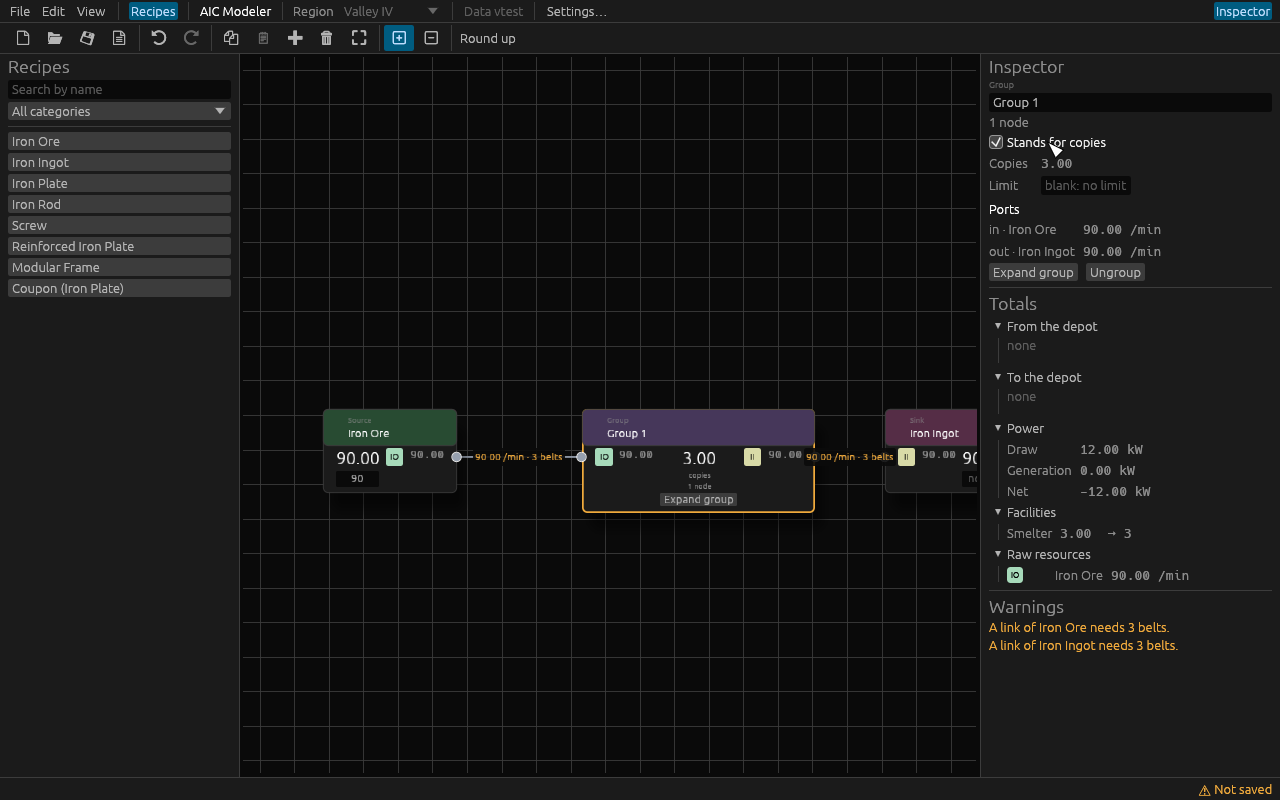 File Edit View Recipes AIC Modeler Region Valley IV Data vtest Settings… Inspector
Round up
Recipes
Search by name
All categories
Iron Ore
Iron Ingot
Iron Plate
Iron Rod
Screw
Reinforced Iron Plate
Modular Frame
Coupon (Iron Plate)
Source
Iron Ore
90.00 IO 90.00
90
90.00 /min · 3 belts
Group
Group 1
IO 90.00 3.00 II 90.00
copies
1 node
Expand group
90.00 /min · 3 belts
Sink
Iron Ingot
II 90.00
Inspector
Group
Group 1
1 node
Stands for copies
Copies 3.00
Limit blank: no limit
Ports
in · Iron Ore 90.00 /min
out · Iron Ingot 90.00 /min
Expand group Ungroup
Totals
From the depot
none
To the depot
none
Power
Draw 12.00 kW
Generation 0.00 kW
Net -12.00 kW
Facilities
Smelter 3.00 → 3
Raw resources
IO Iron Ore 90.00 /min
Warnings
A link of Iron Ore needs 3 belts.
A link of Iron Ingot needs 3 belts.
⚠ Not saved